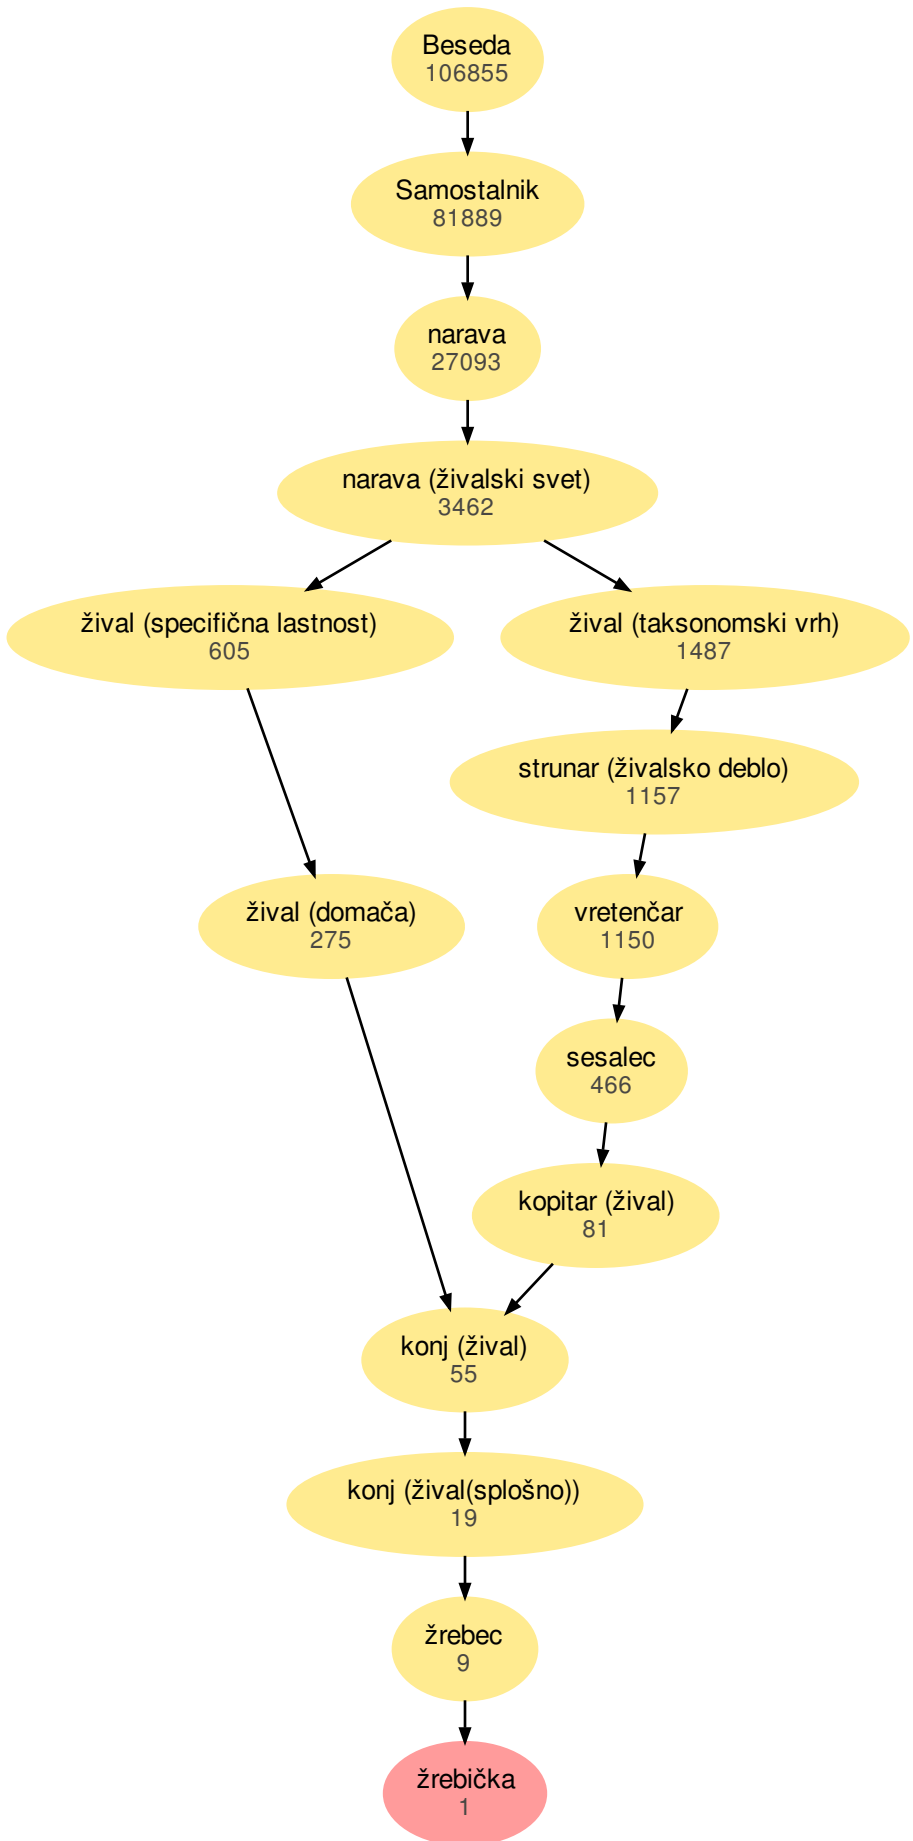 Beseda
106855
Samostalnik
81889
narava
27093
narava (živalski svet)
3462
žival (specifična lastnost)
605
žival (taksonomski vrh)
1487
strunar (živalsko deblo)
1157
žival (domača)
275
vretenčar
1150
sesalec
466
kopitar (žival)
81
konj (žival)
55
konj (žival(splošno))
19
žrebec
9
žrebička
1